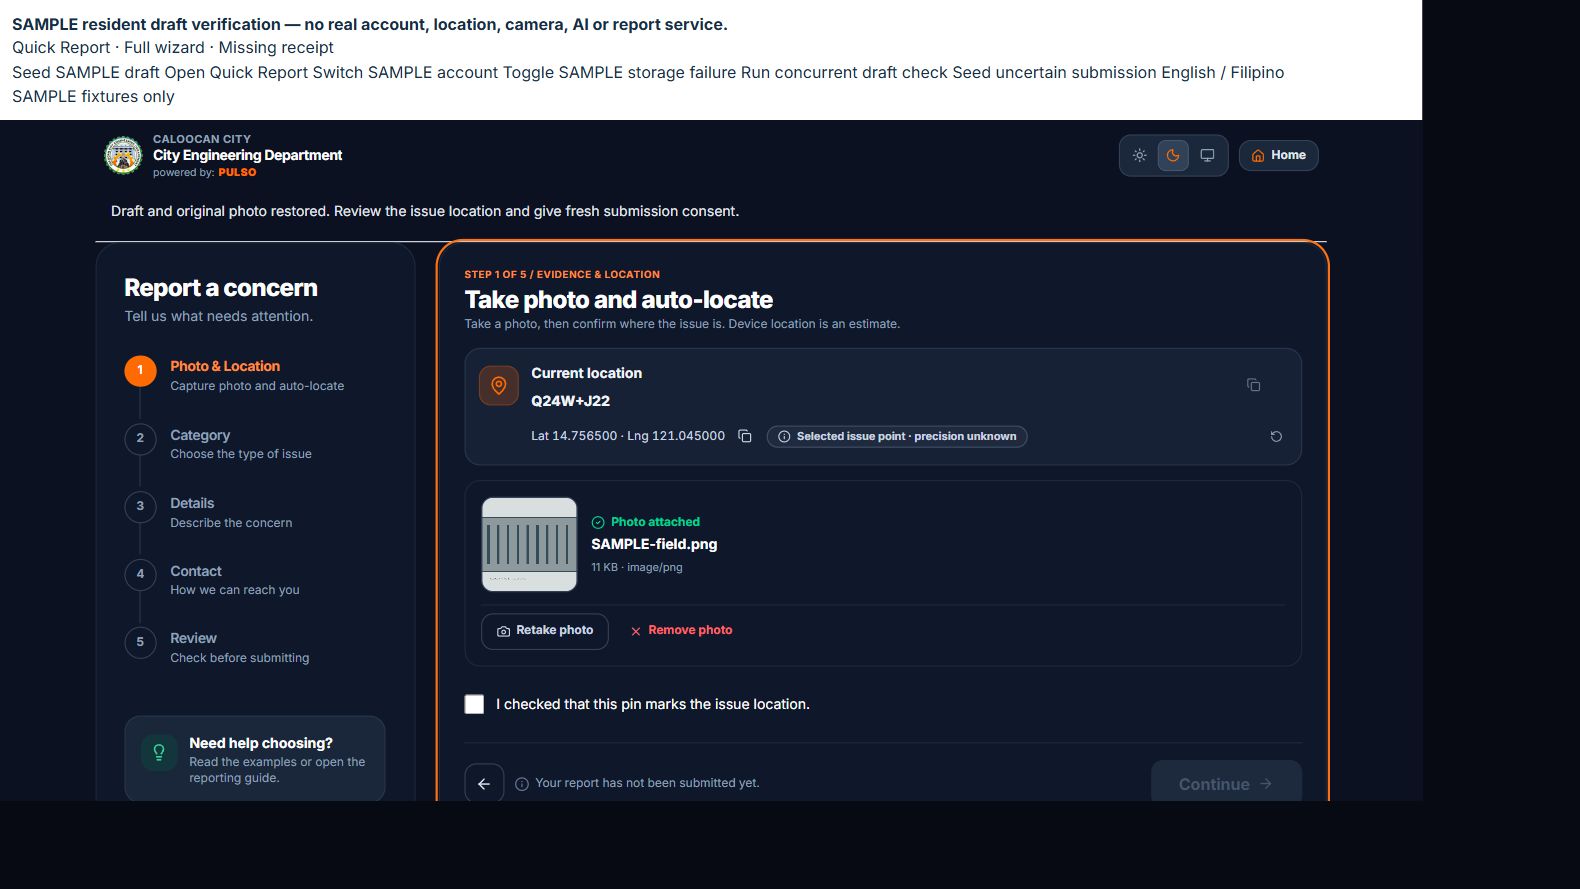 SAMPLE resident draft verification — no real account, location, camera, AI or report service.
Quick Report · Full wizard · Missing receipt
Seed SAMPLE draft Open Quick Report Switch SAMPLE account Toggle SAMPLE storage failure Run concurrent draft check Seed uncertain submission English / Filipino
SAMPLE fixtures only
CALOOCAN CITY
City Engineering Department
powered by: PULSO
Home
Draft and original photo restored. Review the issue location and give fresh submission consent.
Report a concern
Tell us what needs attention.
1
Photo & Location
Capture photo and auto-locate
2
Category
Choose the type of issue
3
Details
Describe the concern
4
Contact
How we can reach you
5
Review
Check before submitting
Need help choosing?
Read the examples or open the
reporting guide.
STEP 1 OF 5 / EVIDENCE & LOCATION
Take photo and auto-locate
Take a photo, then confirm where the issue is. Device location is an estimate.
Current location
Q24W+J22
Lat 14.756500 · Lng 121.045000
Selected issue point · precision unknown
Photo attached
SAMPLE-field.png
11 KB · image/png
Retake photo
Remove photo
I checked that this pin marks the issue location.
Your report has not been submitted yet.
Continue